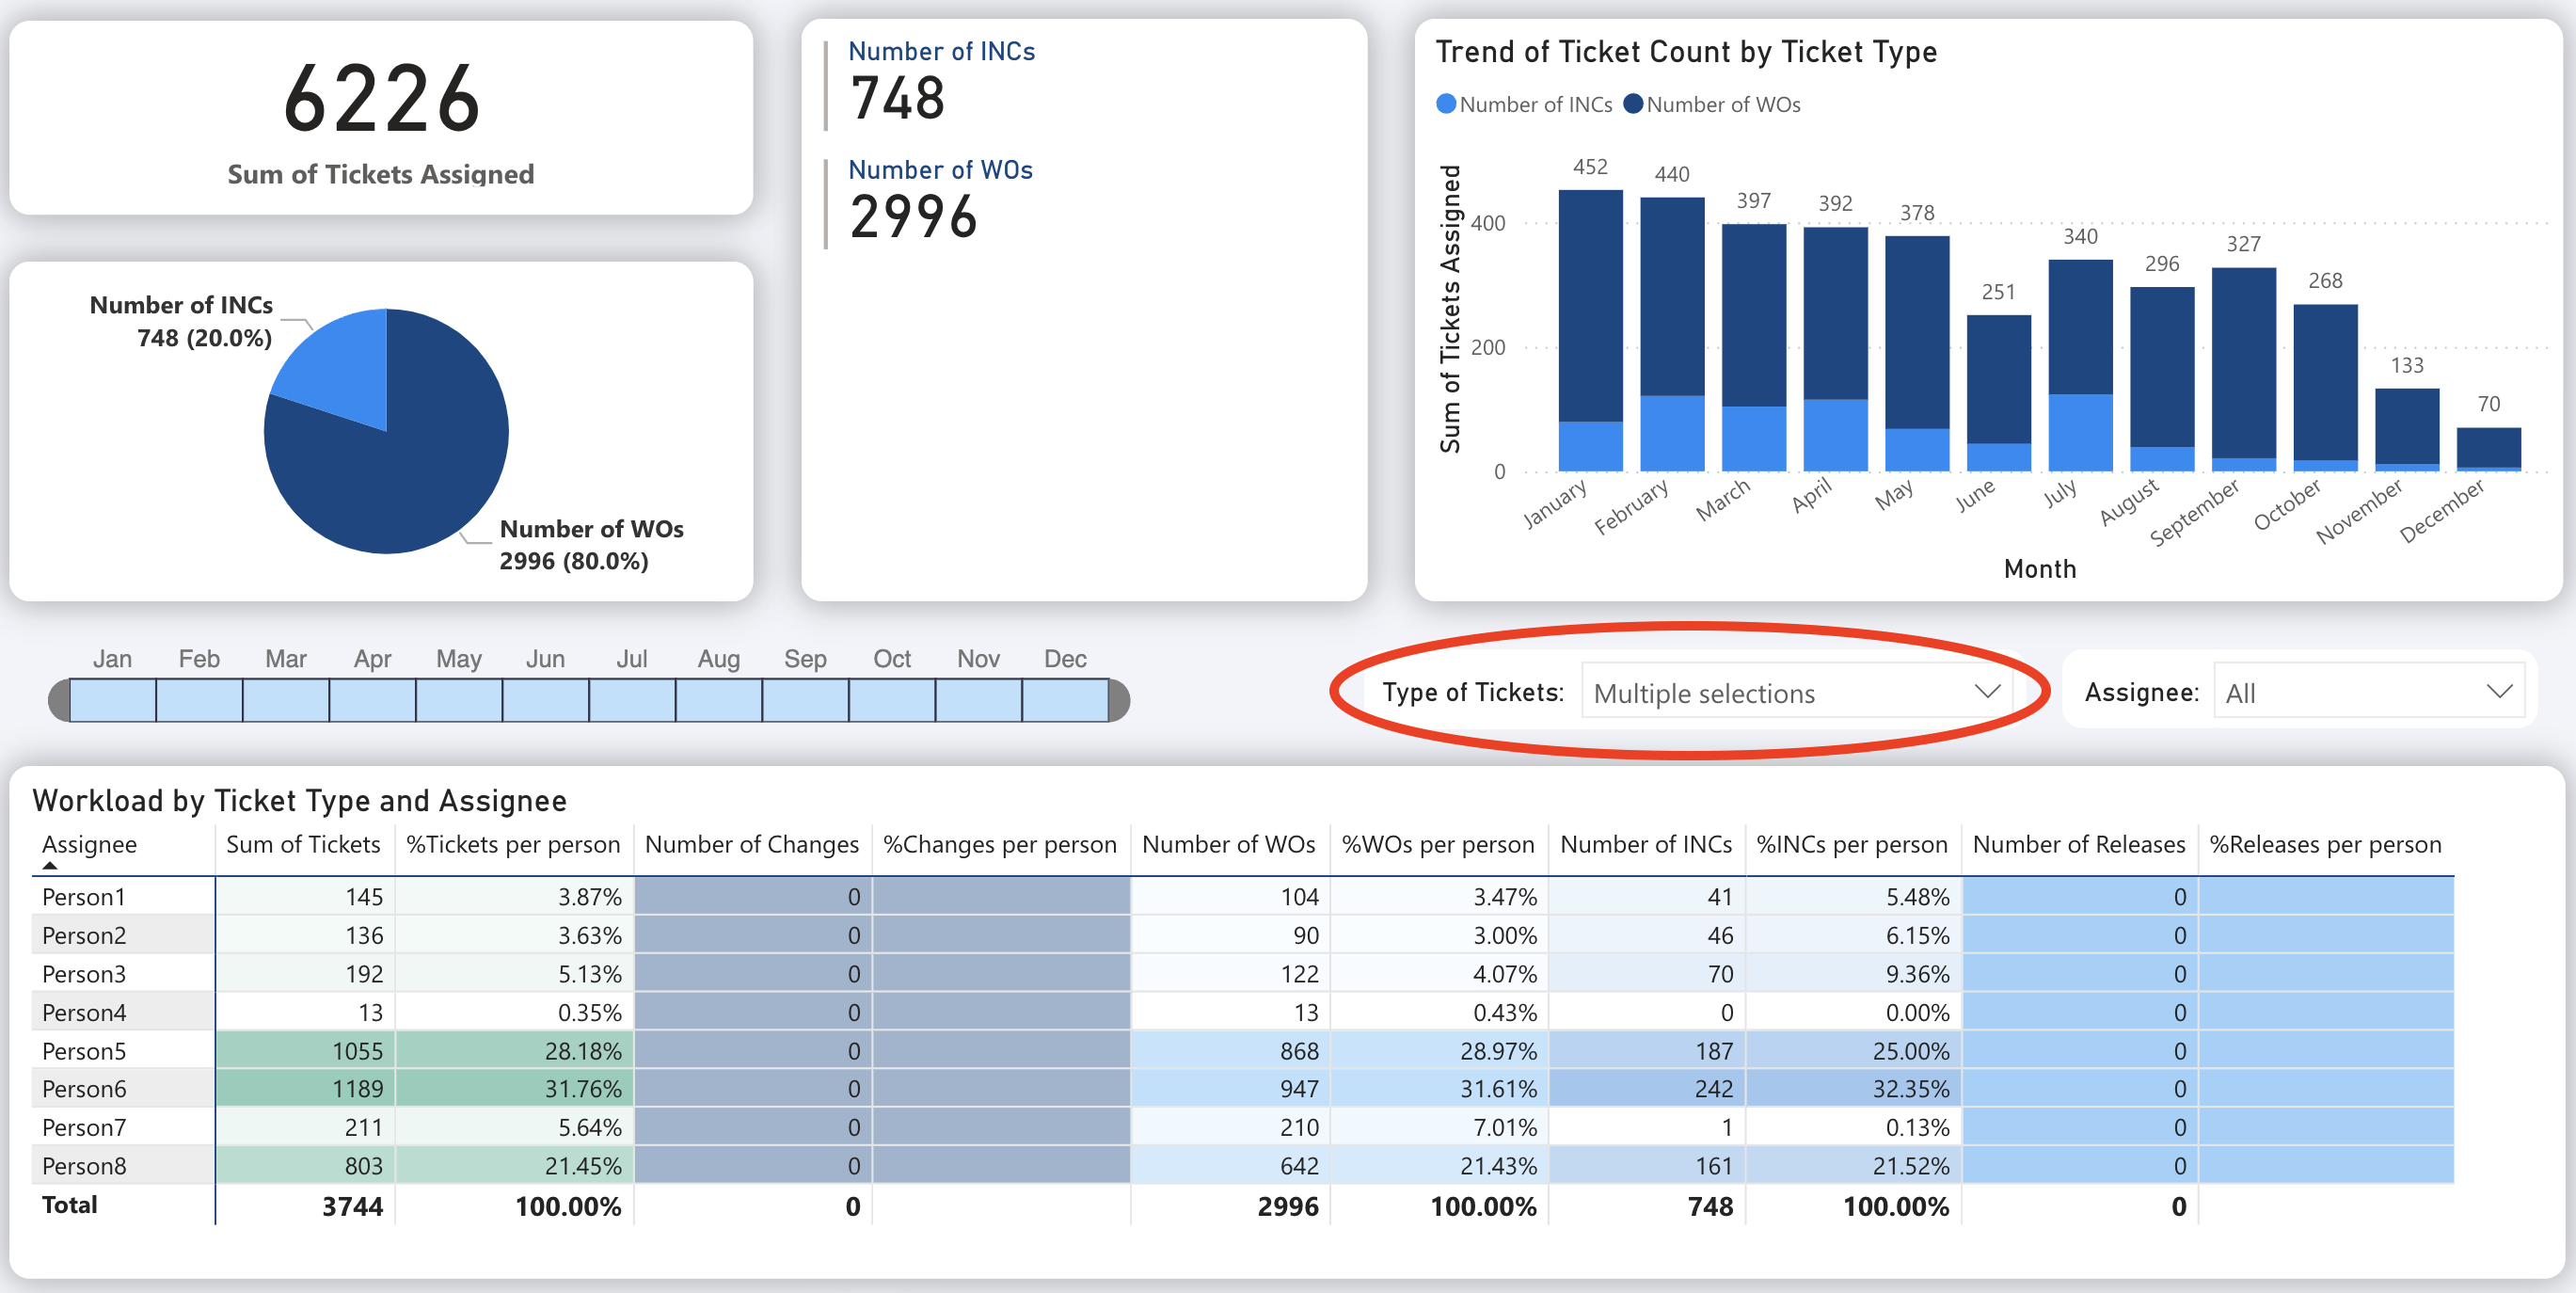 6226
Sum of Tickets Assigned
Number of INCs
748
Number of WOs
2996
Number of INCs
748 (20.0%)
Number of WOs
2996 (80.0%)
Trend of Ticket Count by Ticket Type
Number of INCs Number of WOs
Sum of Tickets Assigned
400
200
0
452
440
397
392
378
251
340
296
327
268
133
70
January
February
March
April
May
June
July
August
September
October
November
December
Month
Jan Feb Mar Apr May Jun Jul Aug Sep Oct Nov Dec
Type of Tickets: Multiple selections
Assignee: All
Workload by Ticket Type and Assignee
Assignee Sum of Tickets %Tickets per person Number of Changes %Changes per person Number of WOs %WOs per person Number of INCs %INCs per person Number of Releases %Releases per person
Person1 145 3.87% 0 104 3.47% 41 5.48% 0
Person2 136 3.63% 0 90 3.00% 46 6.15% 0
Person3 192 5.13% 0 122 4.07% 70 9.36% 0
Person4 13 0.35% 0 13 0.43% 0 0.00% 0
Person5 1055 28.18% 0 868 28.97% 187 25.00% 0
Person6 1189 31.76% 0 947 31.61% 242 32.35% 0
Person7 211 5.64% 0 210 7.01% 1 0.13% 0
Person8 803 21.45% 0 642 21.43% 161 21.52% 0
Total 3744 100.00% 0 2996 100.00% 748 100.00% 0